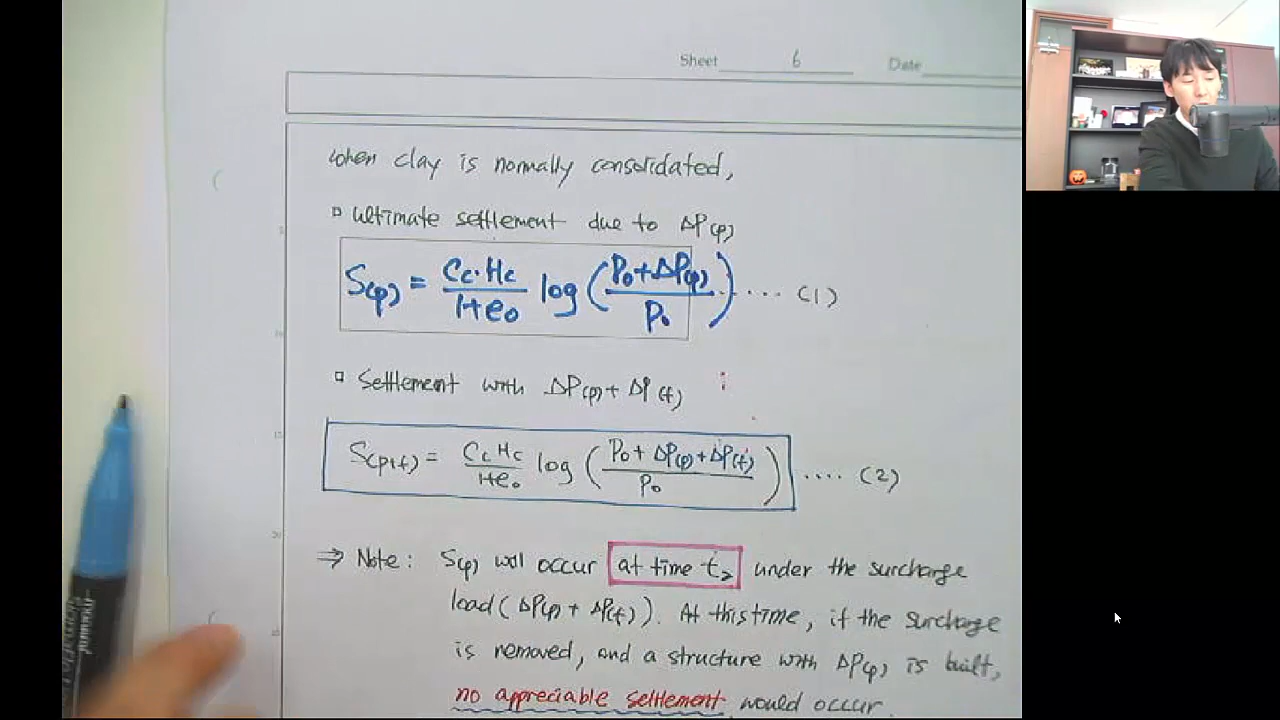 Sheet 6 Date
When clay is normally consolidated,
▫ Ultimate settlement due to ΔP(p)
S(p) = Cc·Hc / 1+e₀ log ( P₀+ΔP(p) / P₀ ) .... (1)
▫ Settlement with ΔP(p) + ΔP(f)
S(p+f) = CcHc / 1+e₀ log ( P₀ + ΔP(p) + ΔP(f) / P₀ ) .... (2)
⇒ Note : S(p) will occur at time t₂ under the surcharge
load (ΔP(p) + ΔP(f)). At this time, if the surcharge
is removed, and a structure with ΔP(p) is built,
no appreciable settlement would occur.